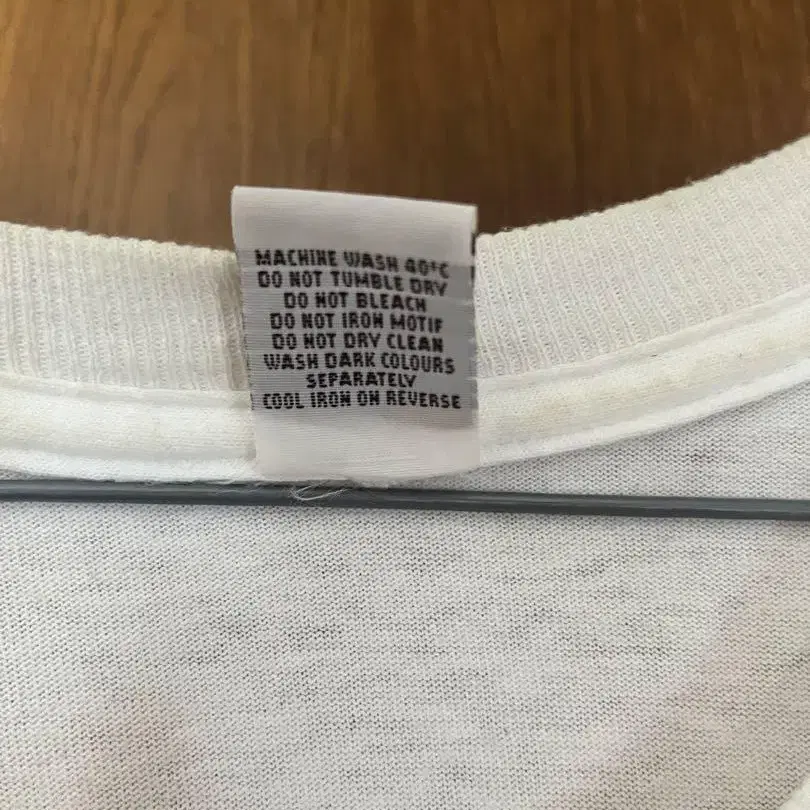 MACHINE WASH 40°C
DO NOT TUMBLE DRY
DO NOT BLEACH
DO NOT IRON MOTIF
DO NOT DRY CLEAN
WASH DARK COLOURS
SEPARATELY
COOL IRON ON REVERSE